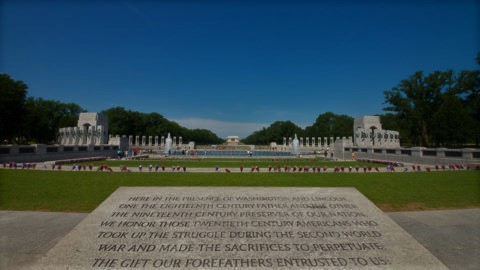 HERE IN THE PRESENCE OF WASHINGTON AND LINCOLN,
ONE THE EIGHTEENTH CENTURY FATHER AND THE OTHER
THE NINETEENTH CENTURY PRESERVER OF OUR NATION,
WE HONOR THOSE TWENTIETH CENTURY AMERICANS WHO
TOOK UP THE STRUGGLE DURING THE SECOND WORLD
WAR AND MADE THE SACRIFICES TO PERPETUATE
THE GIFT OUR FOREFATHERS ENTRUSTED TO US: